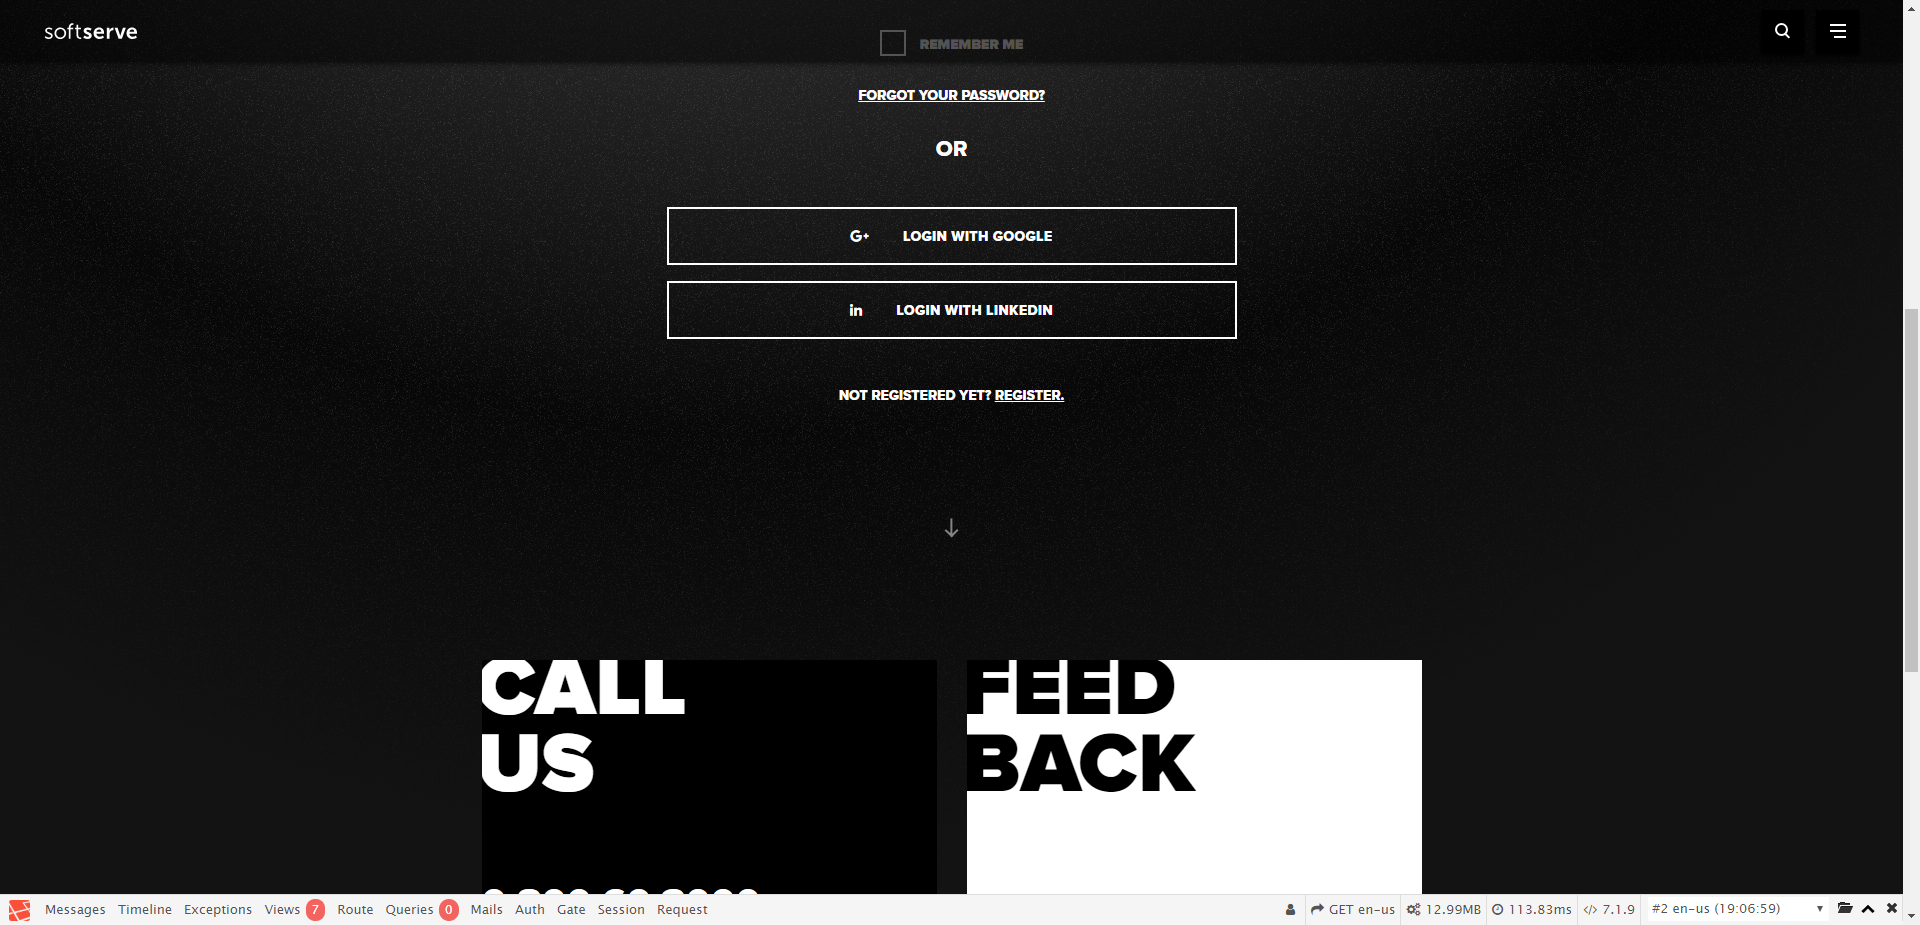 softserve
REMEMBER ME
FORGOT YOUR PASSWORD?
OR
G+ LOGIN WITH GOOGLE
in LOGIN WITH LINKEDIN
NOT REGISTERED YET? REGISTER.
CALL
US
FEED
BACK
Messages Timeline Exceptions Views 7 Route Queries 0 Mails Auth Gate Session Request GET en-us 12.99MB 113.83ms </> 7.1.9 #2 en-us (19:06:59)